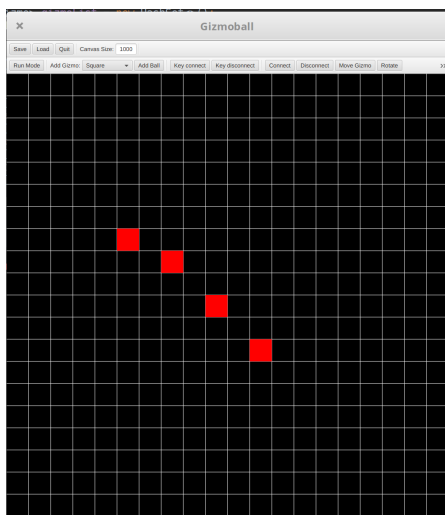 Gizmoball
Save Load Quit Canvas Size: 1000
Run Mode Add Gizmo: Square Add Ball Key connect Key disconnect Connect Disconnect Move Gizmo Rotate